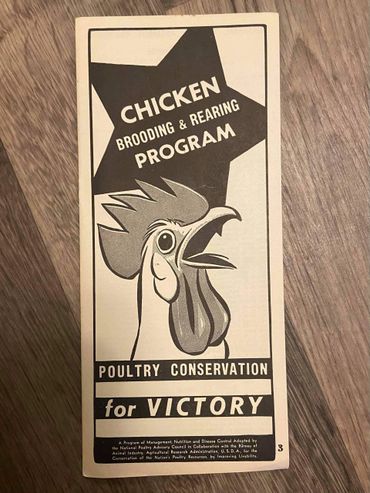 CHICKEN
BROODING & REARING
PROGRAM
POULTRY CONSERVATION
for VICTORY
A Program of Management, Nutrition and Disease Control Adopted by
the National Poultry Advisory Council in Collaboration with the Bureau of
Animal Industry, Agricultural Research Administration, U.S.D.A., for the
Conservation of the Nation's Poultry Resources by Improving Livability.
3